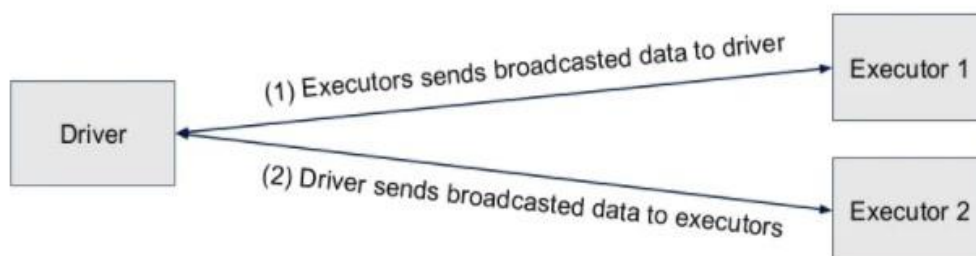 (1) Executors sends broadcasted data to driver
Executor 1
Driver
(2) Driver sends broadcasted data to executors
Executor 2